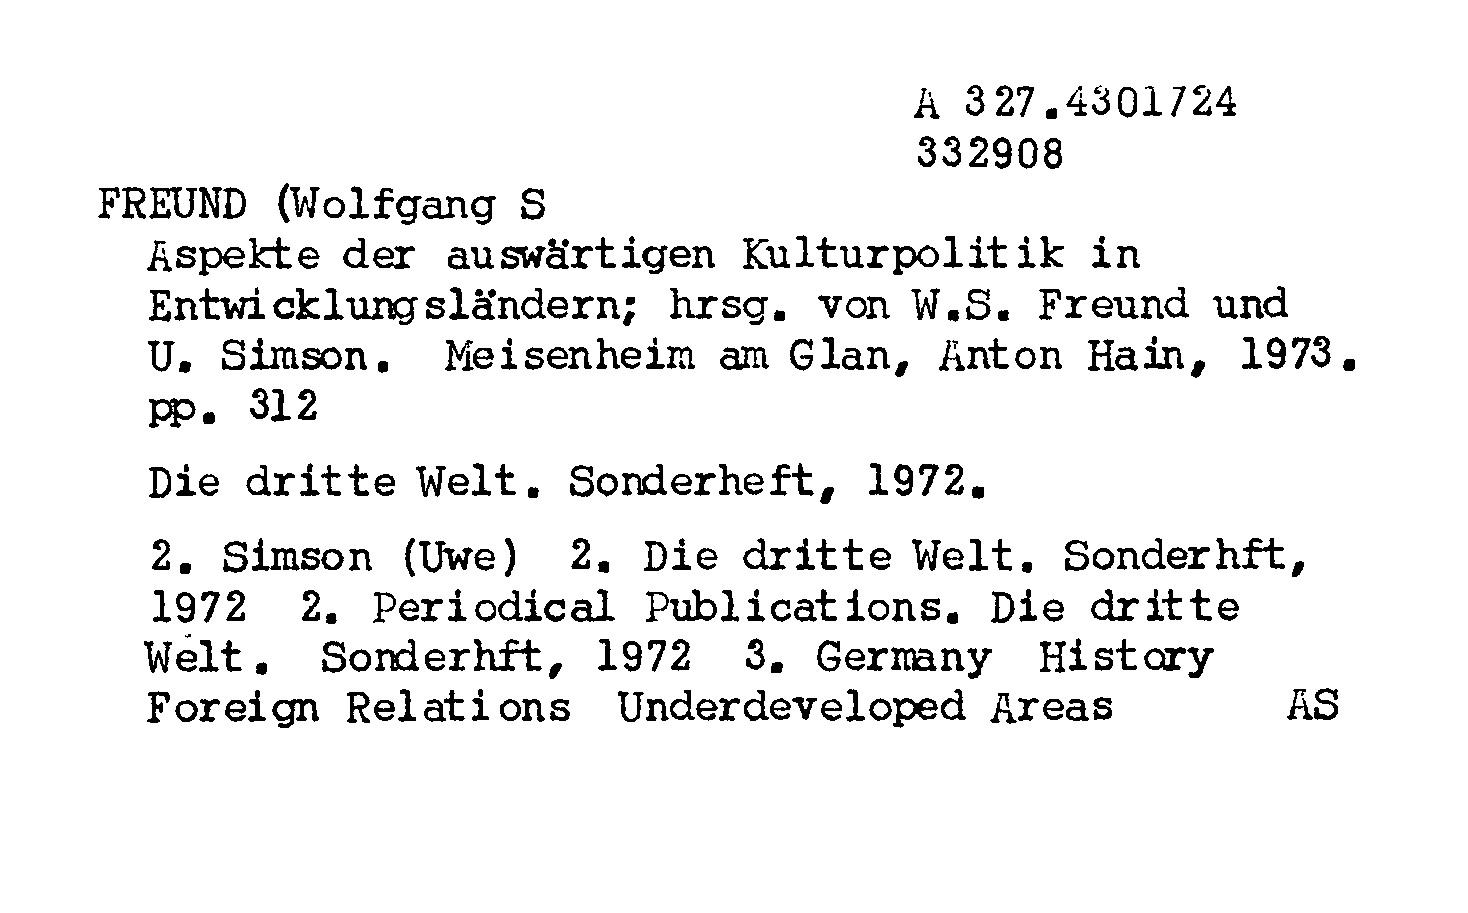 A 327.4301724
332908
FREUND (Wolfgang S
Aspekte der auswärtigen Kulturpolitik in
Entwicklungsländern; hrsg. von W.S. Freund und
U. Simson. Meisenheim am Glan, Anton Hain, 1973.
pp. 312
Die dritte Welt. Sonderheft, 1972.
2. Simson (Uwe) 2. Die dritte Welt. Sonderhft,
1972 2. Periodical Publications. Die dritte
Welt. Sonderhft, 1972 3. Germany History
Foreign Relations Underdeveloped Areas AS